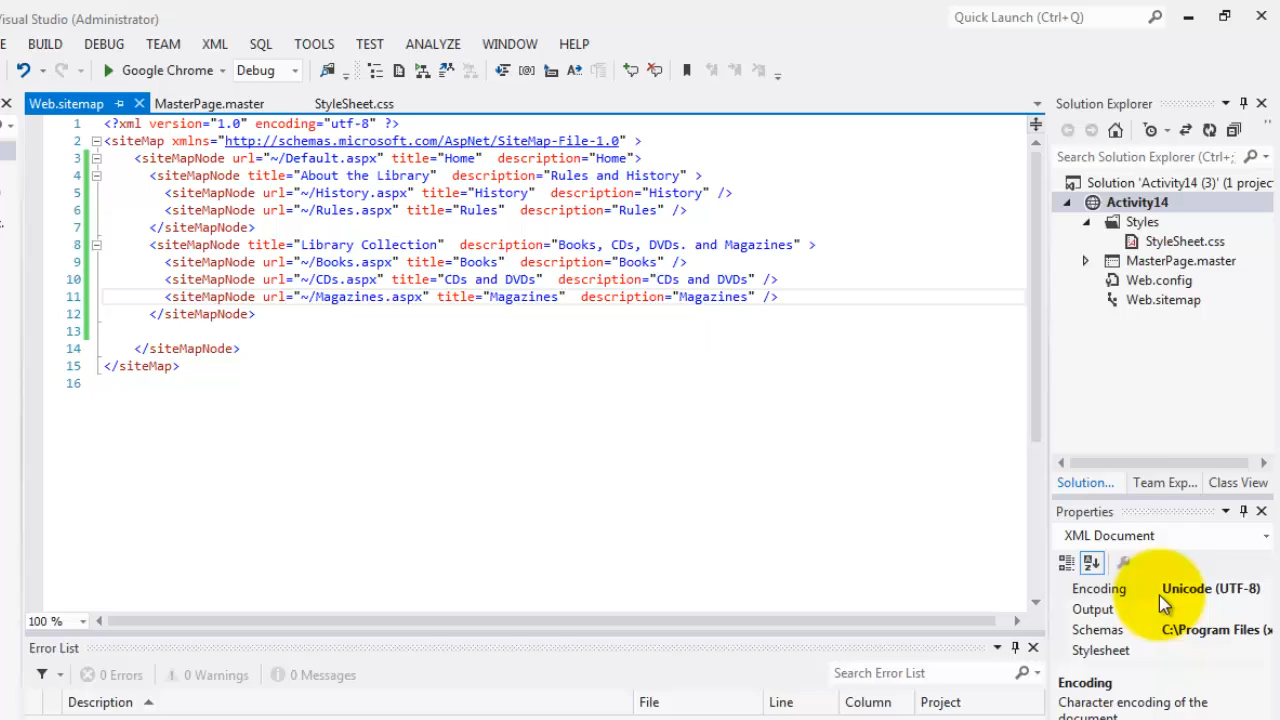 Visual Studio (Administrator)
Quick Launch (Ctrl+Q)
E BUILD DEBUG TEAM XML SQL TOOLS TEST ANALYZE WINDOW HELP
Google Chrome Debug
Web.sitemap MasterPage.master StyleSheet.css
1 <?xml version="1.0" encoding="utf-8" ?>
2 <siteMap xmlns="http://schemas.microsoft.com/AspNet/SiteMap-File-1.0" >
3 <siteMapNode url="~/Default.aspx" title="Home" description="Home">
4 <siteMapNode title="About the Library" description="Rules and History" >
5 <siteMapNode url="~/History.aspx" title="History" description="History" />
6 <siteMapNode url="~/Rules.aspx" title="Rules" description="Rules" />
7 </siteMapNode>
8 <siteMapNode title="Library Collection" description="Books, CDs, DVDs. and Magazines" >
9 <siteMapNode url="~/Books.aspx" title="Books" description="Books" />
10 <siteMapNode url="~/CDs.aspx" title="CDs and DVDs" description="CDs and DVDs" />
11 <siteMapNode url="~/Magazines.aspx" title="Magazines" description="Magazines" />
12 </siteMapNode>
13
14 </siteMapNode>
15 </siteMap>
16
100 %
Error List
0 Errors 0 Warnings 0 Messages
Search Error List
Description File Line Column Project
Solution Explorer
Search Solution Explorer (Ctrl+;
Solution 'Activity14 (3)' (1 projec
Activity14
Styles
StyleSheet.css
MasterPage.master
Web.config
Web.sitemap
Solution... Team Exp... Class View
Properties
XML Document
Encoding Unicode (UTF-8)
Output
Schemas C:\Program Files (x
Stylesheet
Encoding
Character encoding of the
document.